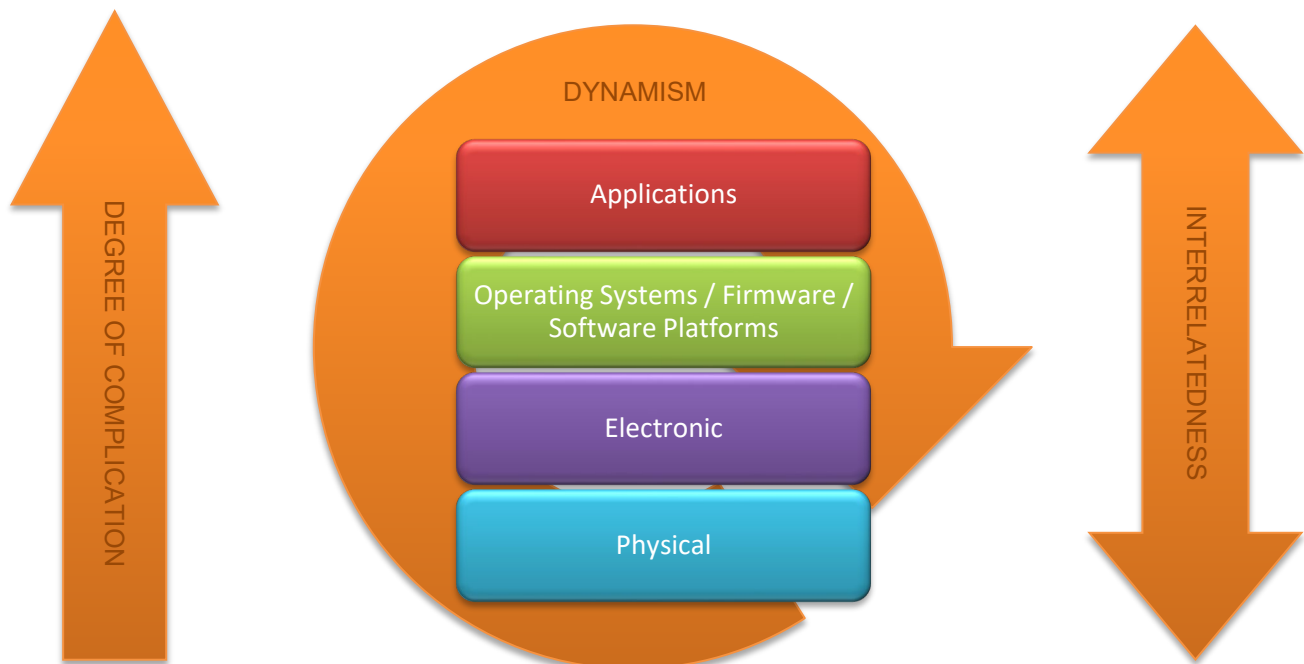 DYNAMISM
Applications
Operating Systems / Firmware /
Software Platforms
Electronic
Physical
DEGREE OF COMPLICATION
INTERRELATEDNESS